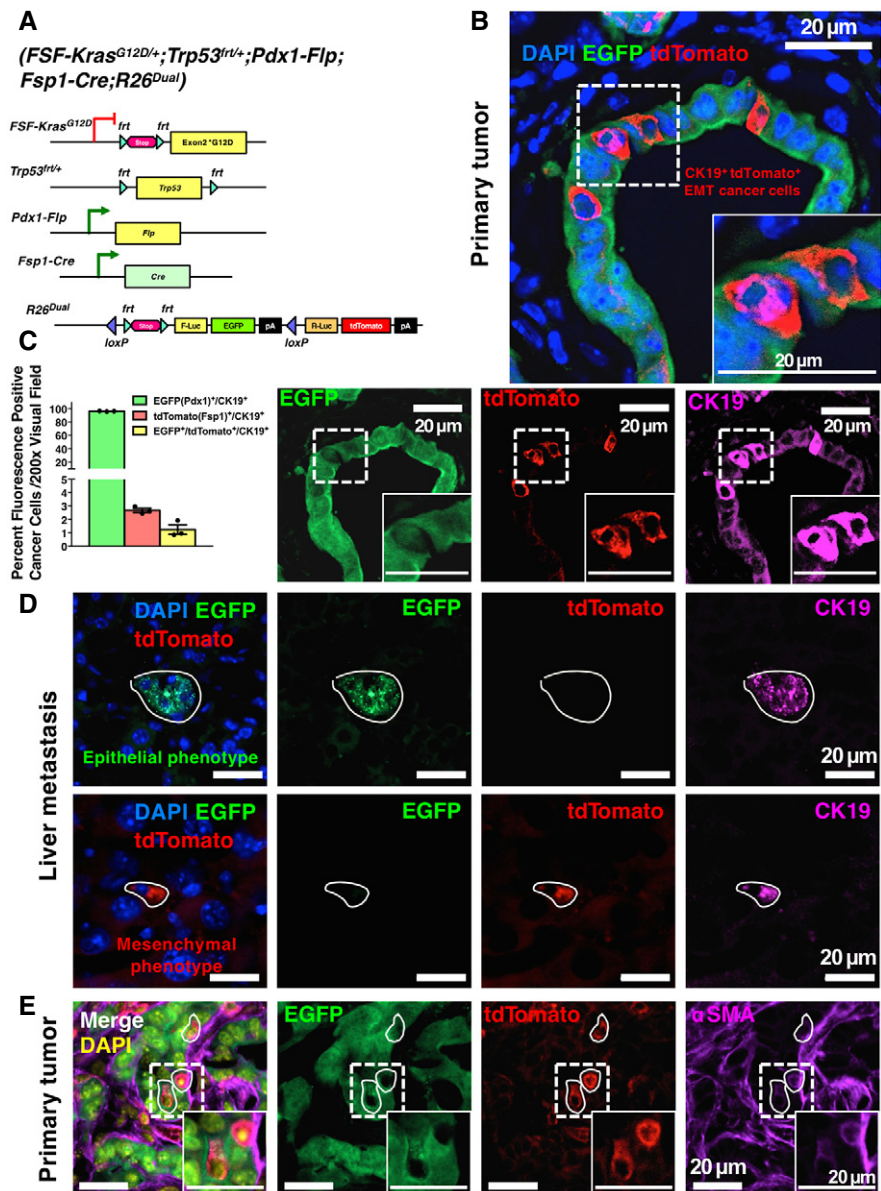 A
(FSF-KrasG12D/+;Trp53frt/+;Pdx1-Flp;
Fsp1-Cre;R26Dual)
FSF-KrasG12D
frt
frt
Stop
Exon2 *G12D
Trp53frt/+
frt
Trp53
Pdx1-Flp
Flp
Fsp1-Cre
Cre
R26Dual
frt
frt
Stop
F-Luc
EGFP
pA
R-Luc
tdTomato
pA
loxP
loxP
B
Primary tumor
20 μm
DAPI EGFP tdTomato
CK19+ tdTomato+
EMT cancer cells
20 μm
EGFP
20 μm
tdTomato
20 μm
CK19
20 μm
C
Percent Fluorescence Positive
Cancer Cells /200x Visual Field
100
80
60
40
20
5
4
3
2
1
0
EGFP(Pdx1)+/CK19+
tdTomato(Fsp1)+/CK19+
EGFP+/tdTomato+/CK19+
D
Liver metastasis
DAPI EGFP
tdTomato
Epithelial phenotype
EGFP
tdTomato
CK19
20 μm
DAPI EGFP
tdTomato
Mesenchymal
phenotype
EGFP
tdTomato
CK19
20 μm
E
Primary tumor
Merge
DAPI
EGFP
tdTomato
αSMA
20 μm
20 μm